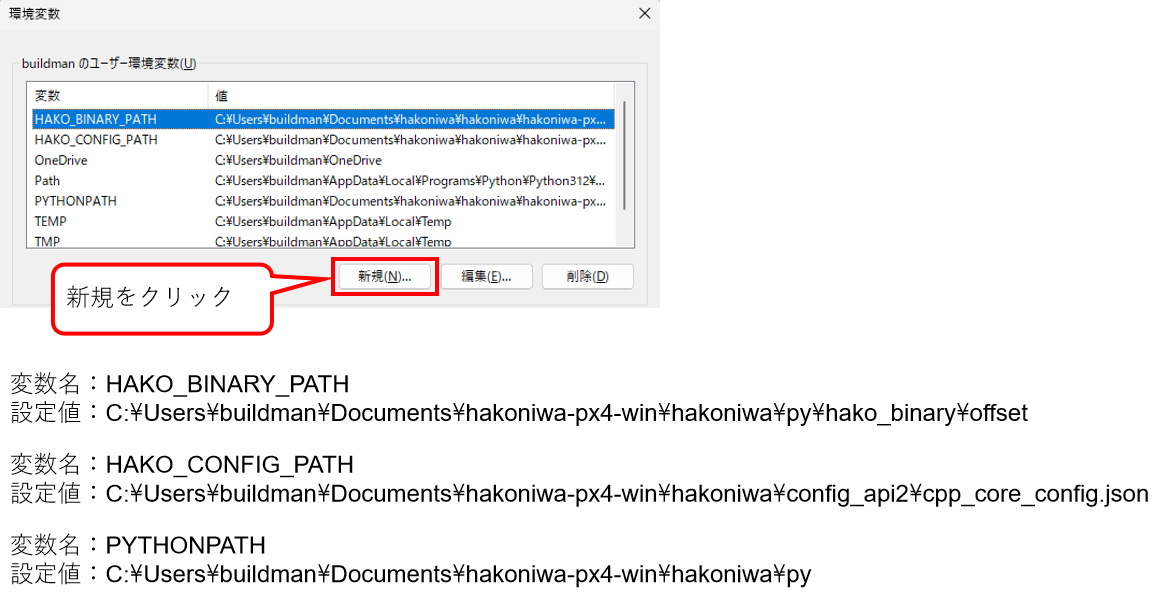 環境変数
buildman のユーザー環境変数(U)
変数 値
HAKO_BINARY_PATH C:¥Users¥buildman¥Documents¥hakoniwa¥hakoniwa¥hakoniwa-px...
HAKO_CONFIG_PATH C:¥Users¥buildman¥Documents¥hakoniwa¥hakoniwa¥hakoniwa-px...
OneDrive C:¥Users¥buildman¥OneDrive
Path C:¥Users¥buildman¥AppData¥Local¥Programs¥Python¥Python312¥...
PYTHONPATH C:¥Users¥buildman¥Documents¥hakoniwa¥hakoniwa¥hakoniwa-px...
TEMP C:¥Users¥buildman¥AppData¥Local¥Temp
TMP C:¥Users¥buildman¥AppData¥Local¥Temp
新規(N)... 編集(E)... 削除(D)
新規をクリック
変数名：HAKO_BINARY_PATH
設定値：C:¥Users¥buildman¥Documents¥hakoniwa-px4-win¥hakoniwa¥py¥hako_binary¥offset
変数名：HAKO_CONFIG_PATH
設定値：C:¥Users¥buildman¥Documents¥hakoniwa-px4-win¥hakoniwa¥config_api2¥cpp_core_config.json
変数名：PYTHONPATH
設定値：C:¥Users¥buildman¥Documents¥hakoniwa-px4-win¥hakoniwa¥py